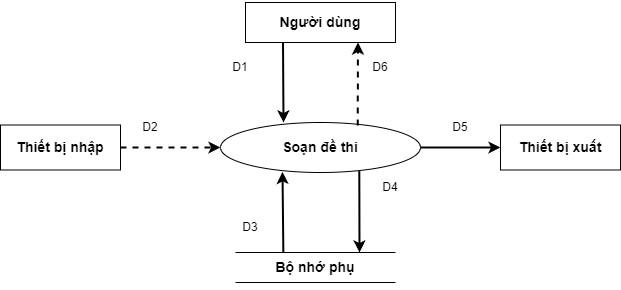 Người dùng
D1
D6
D2
D5
Thiết bị nhập
Soạn đề thi
Thiết bị xuất
D4
D3
Bộ nhớ phụ